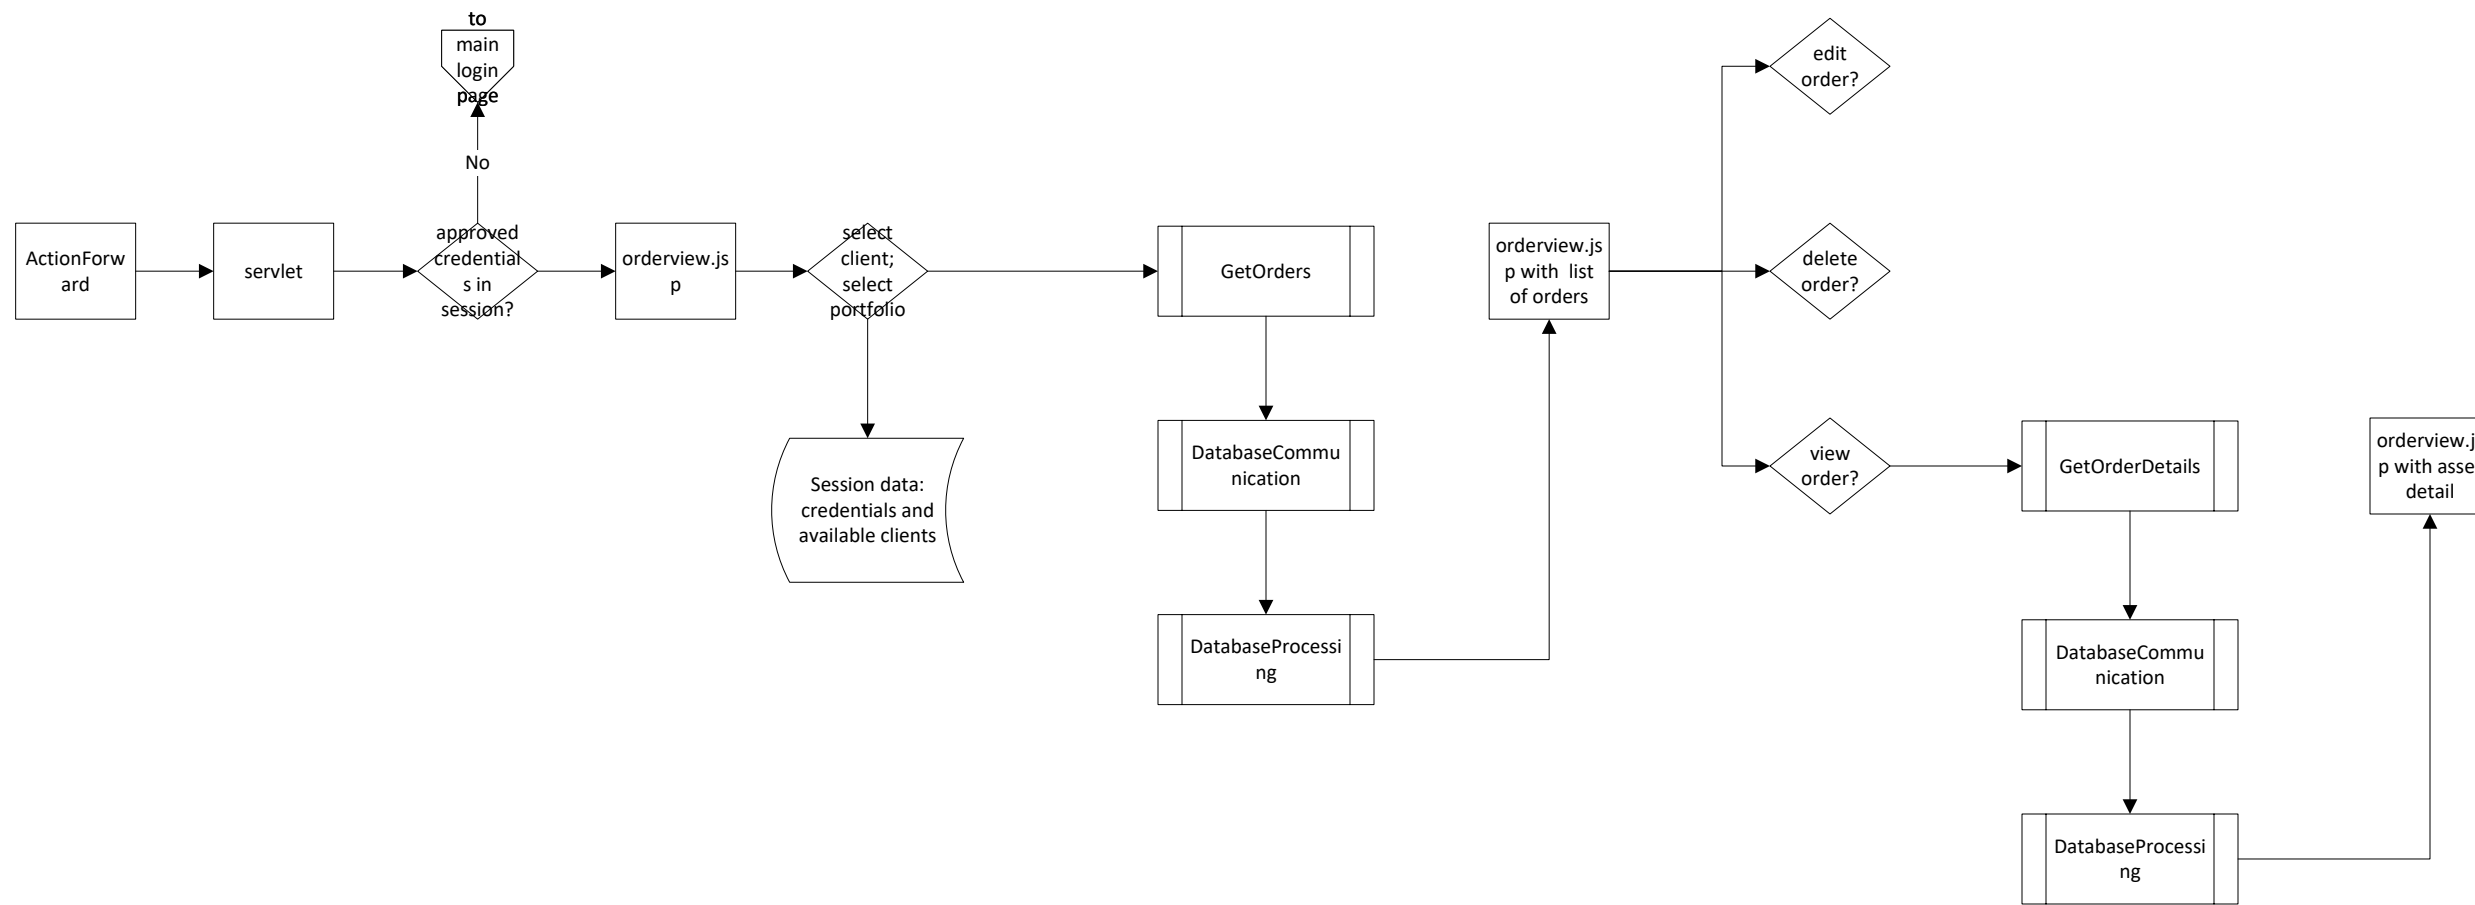 to
main
login
page
No
ActionForw
ard
servlet
approved
credential
s in
session?
orderview.js
p
select
client;
select
portfolio
Session data:
credentials and
available clients
GetOrders
DatabaseCommu
nication
DatabaseProcessi
ng
orderview.js
p with  list
of orders
edit
order?
delete
order?
view
order?
GetOrderDetails
DatabaseCommu
nication
DatabaseProcessi
ng
orderview.j
p with asse
detail